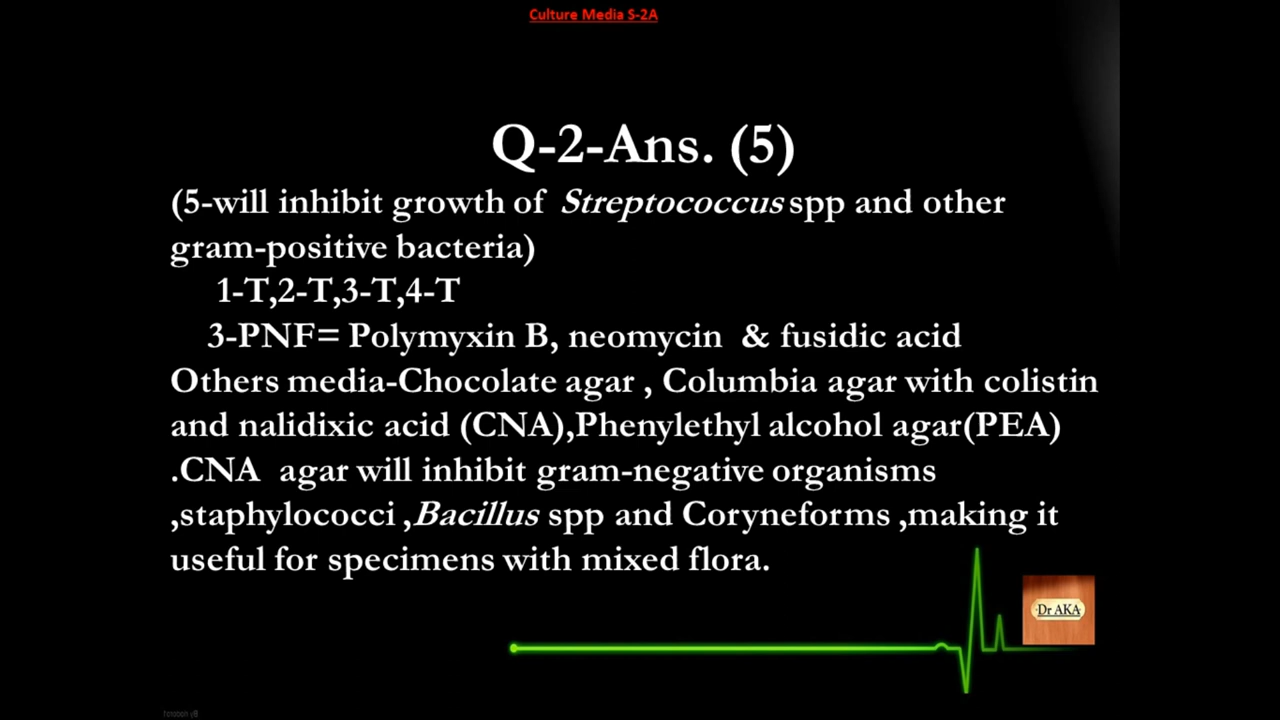 Culture Media S-2A
Q-2-Ans. (5)
(5-will inhibit growth of Streptococcus spp and other
gram-positive bacteria)
1-T,2-T,3-T,4-T
3-PNF= Polymyxin B, neomycin & fusidic acid
Others media-Chocolate agar , Columbia agar with colistin
and nalidixic acid (CNA),Phenylethyl alcohol agar(PEA)
.CNA agar will inhibit gram-negative organisms
,staphylococci ,Bacillus spp and Coryneforms ,making it
useful for specimens with mixed flora.
Dr AKA